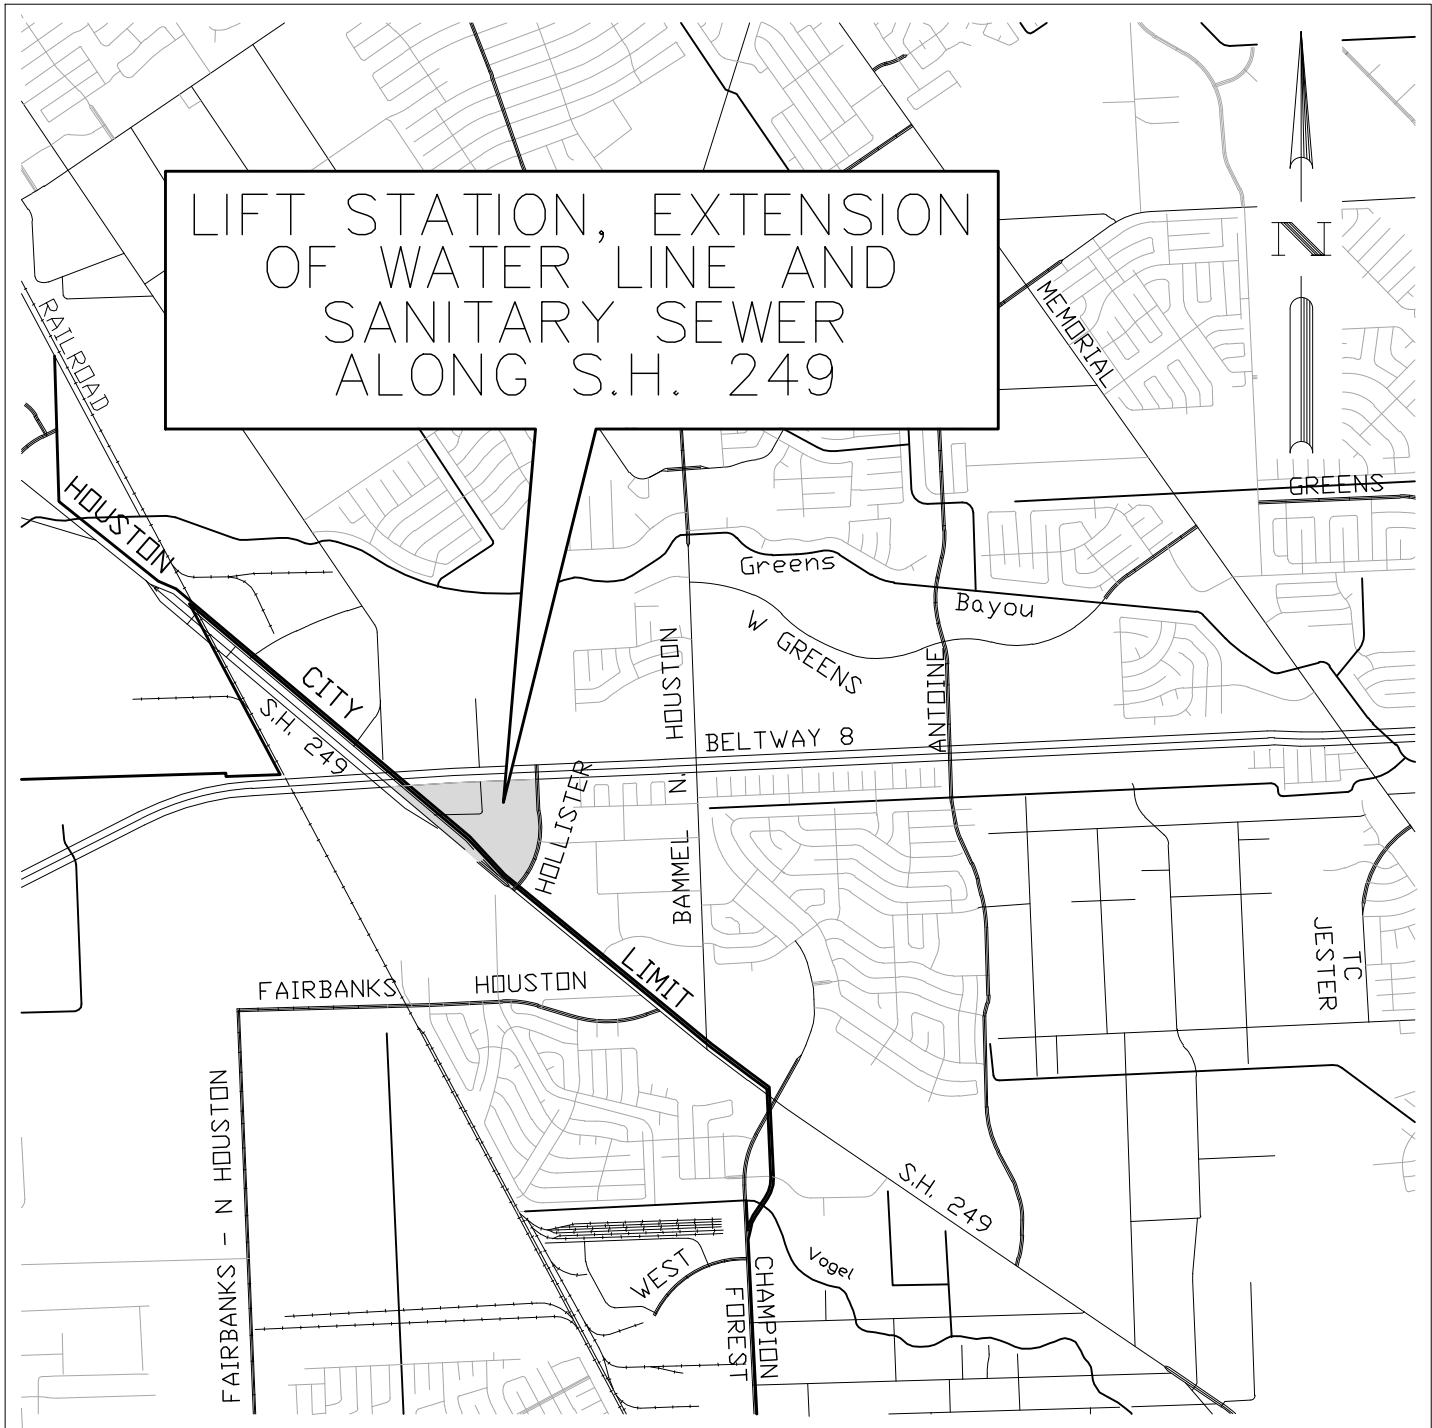 LIFT STATION, EXTENSION
OF WATER LINE AND
SANITARY SEWER
ALONG S.H. 249
N
RAILROAD
MEMORIAL
GREENS
HOUSTON
Greens
Bayou
W GREENS
CITY
S.H. 249
BAMMEL N. HOUSTON
ANTOINE
BELTWAY 8
HOLLISTER
LIMIT
TC
JESTER
FAIRBANKS HOUSTON
FAIRBANKS - N HOUSTON
S.H. 249
Vogel
WEST
CHAMPION
FOREST